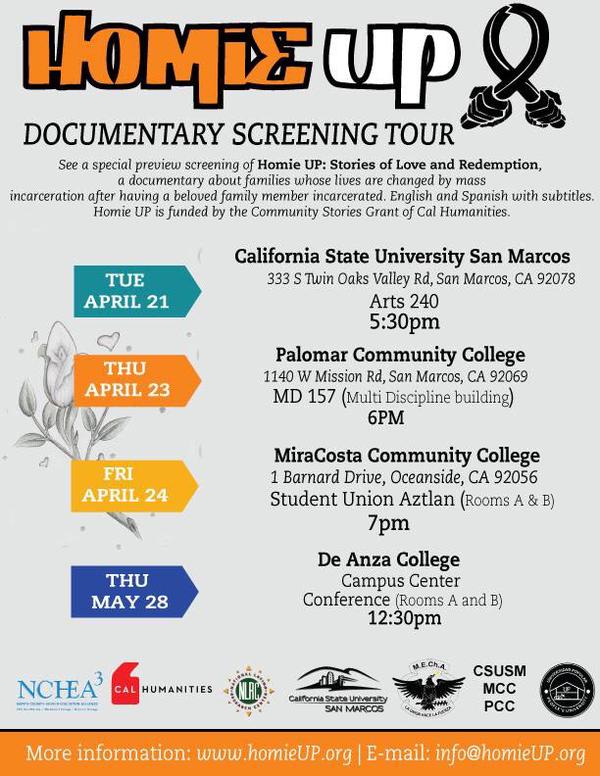 HOMiE UP
DOCUMENTARY SCREENING TOUR
See a special preview screening of Homie UP: Stories of Love and Redemption,
a documentary about families whose lives are changed by mass
incarceration after having a beloved family member incarcerated. English and Spanish with subtitles.
Homie UP is funded by the Community Stories Grant of Cal Humanities.
TUE
APRIL 21
California State University San Marcos
333 S Twin Oaks Valley Rd, San Marcos, CA 92078
Arts 240
5:30pm
THU
APRIL 23
Palomar Community College
1140 W Mission Rd, San Marcos, CA 92069
MD 157 (Multi Discipline building)
6PM
FRI
APRIL 24
MiraCosta Community College
1 Barnard Drive, Oceanside, CA 92056
Student Union Aztlan (Rooms A & B)
7pm
THU
MAY 28
De Anza College
Campus Center
Conference (Rooms A and B)
12:30pm
NCHEA3
CAL HUMANITIES
NLRC
California State University
SAN MARCOS
M.E.Ch.A.
CSUSM
MCC
PCC
More information: www.homieUP.org | E-mail: info@homieUP.org